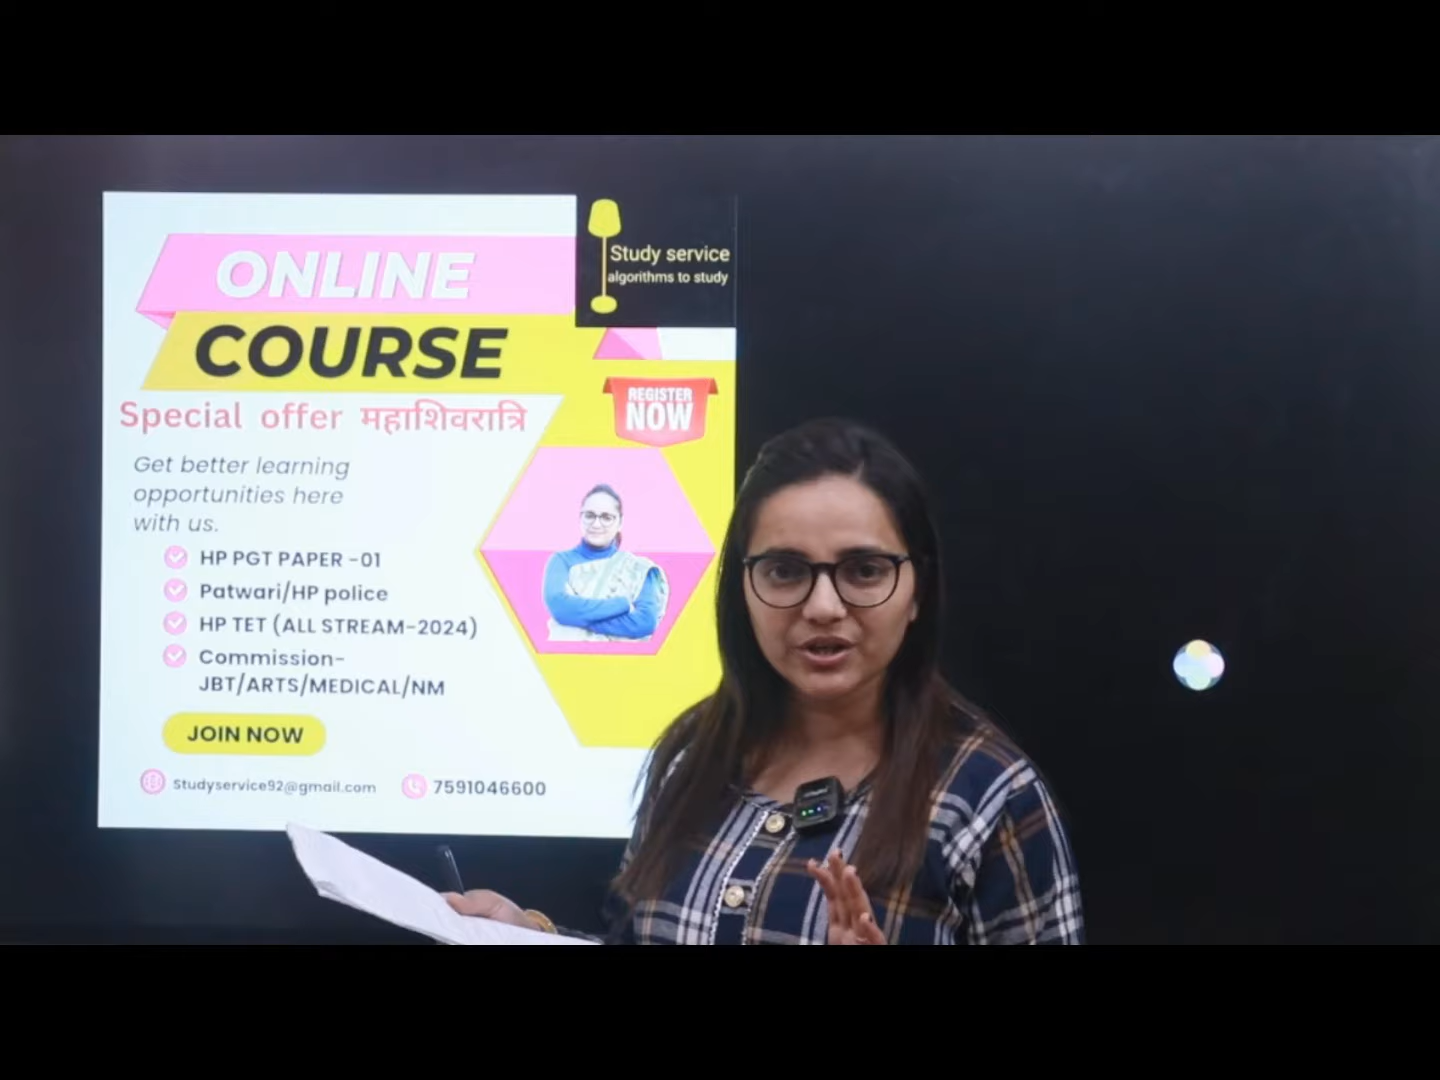 ONLINE
COURSE
Study service
algorithms to study
REGISTER
NOW
Special offer महाशिवरात्रि
Get better learning
opportunities here
with us.
HP PGT PAPER -01
Patwari/HP police
HP TET (ALL STREAM-2024)
Commission-
JBT/ARTS/MEDICAL/NM
JOIN NOW
Studyservice92@gmail.com 7591046600